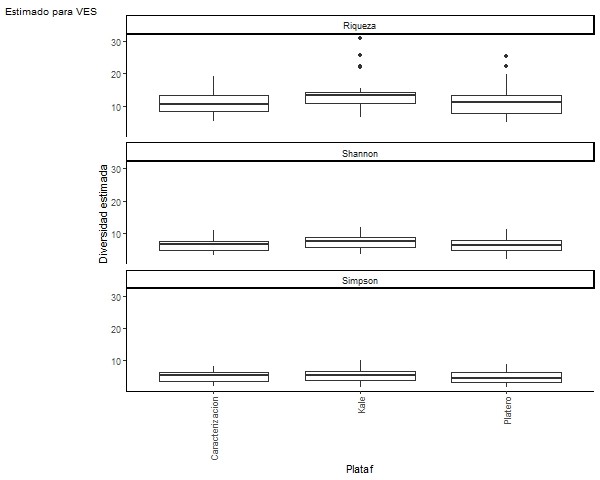 Estimado para VES
Riqueza
30
20
10
Shannon
30
20
10
Simpson
30
20
10
Diversidad estimada
Caracterizacion
Kale
Platero
Plataf